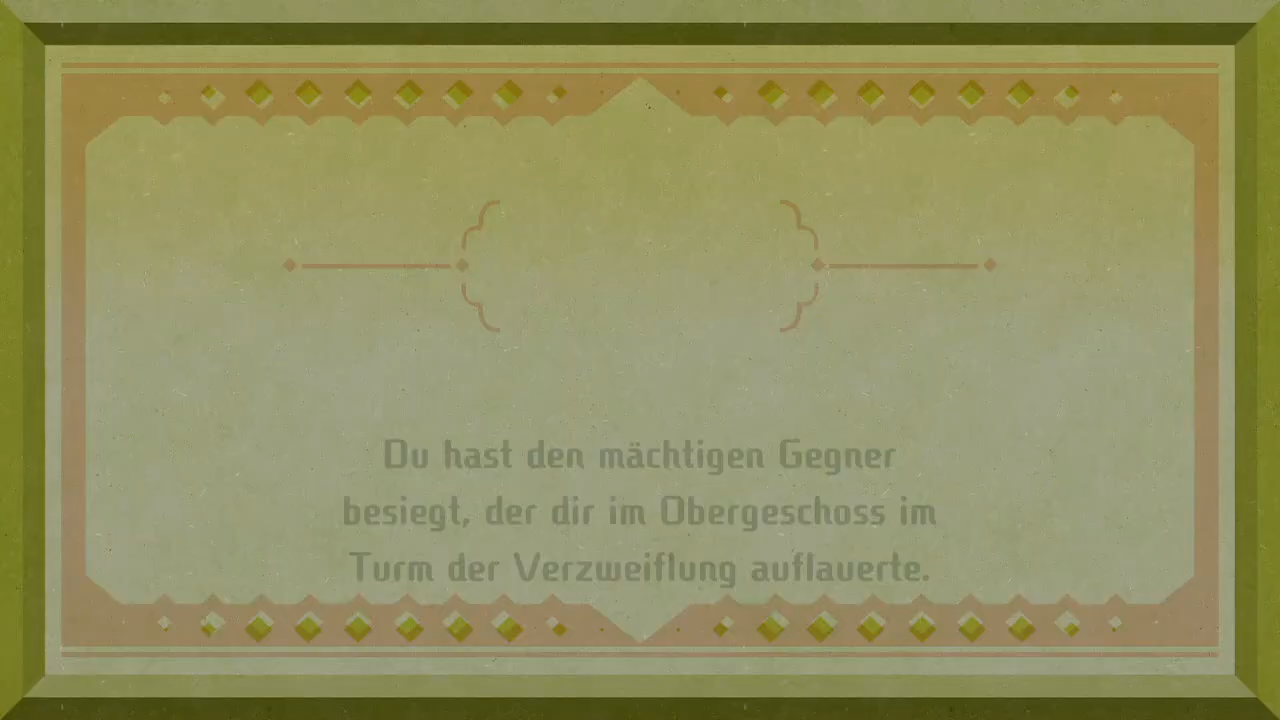 Du hast den mächtigen Gegner
besiegt, der dir im Obergeschoss im
Turm der Verzweiflung auflauerte.